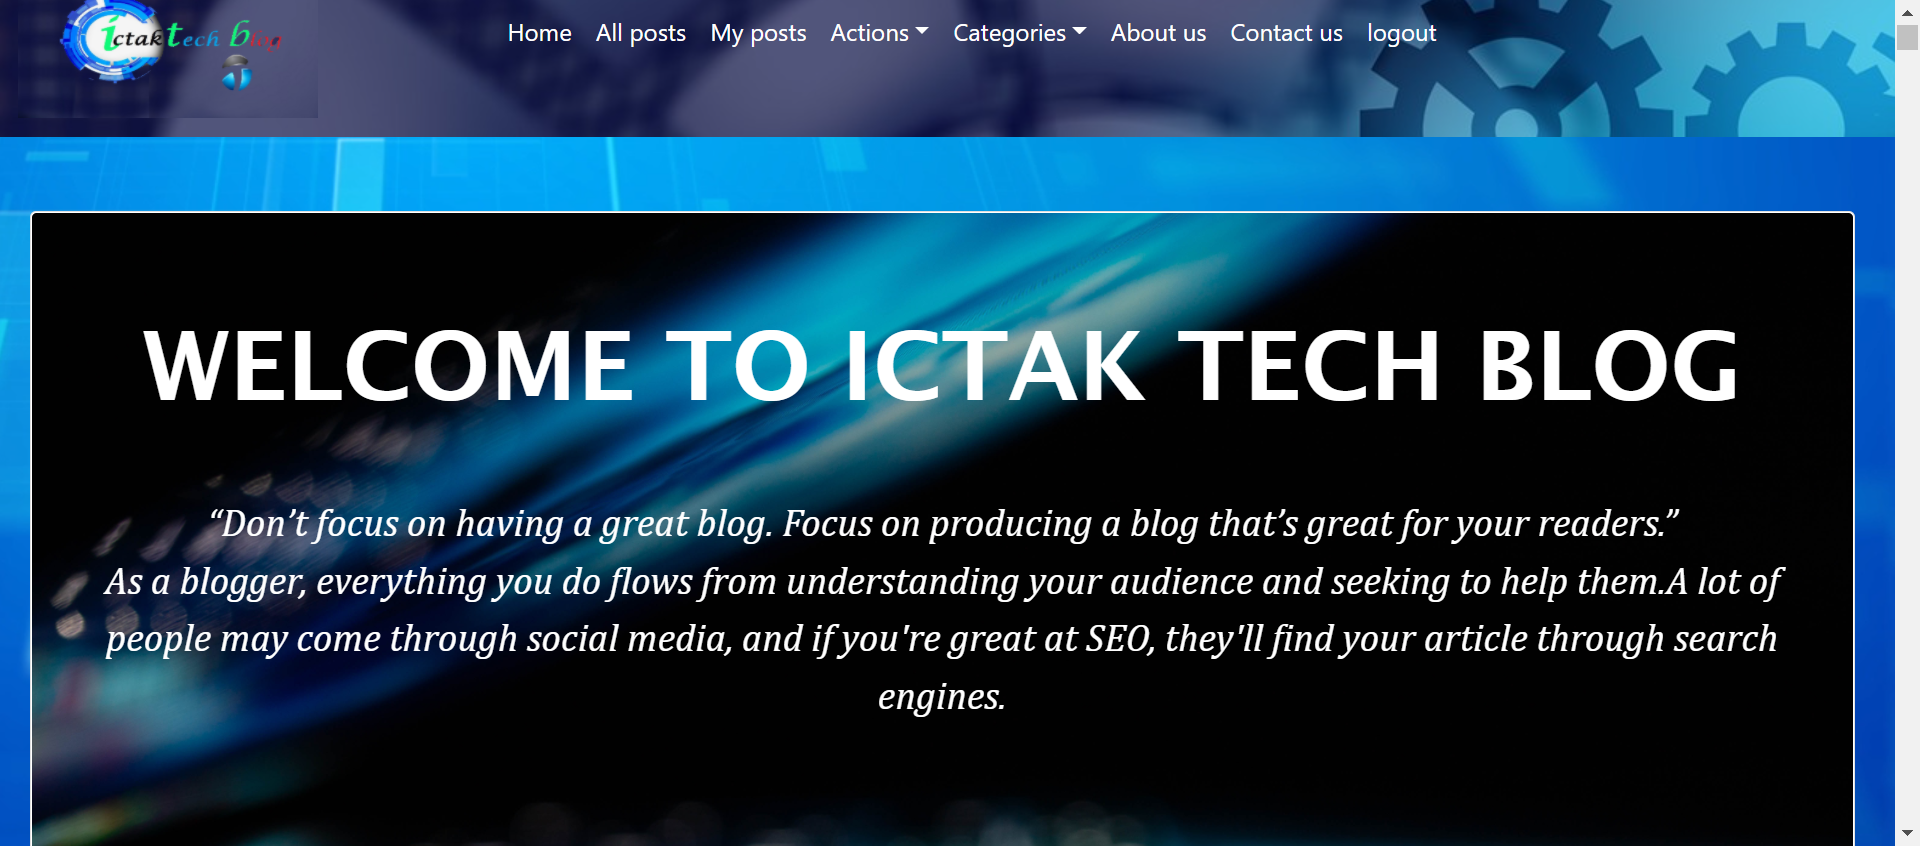 ictak tech blog
Home All posts My posts Actions Categories About us Contact us logout
WELCOME TO ICTAK TECH BLOG
“Don’t focus on having a great blog. Focus on producing a blog that’s great for your readers.”
As a blogger, everything you do flows from understanding your audience and seeking to help them.A lot of
people may come through social media, and if you're great at SEO, they'll find your article through search
engines.